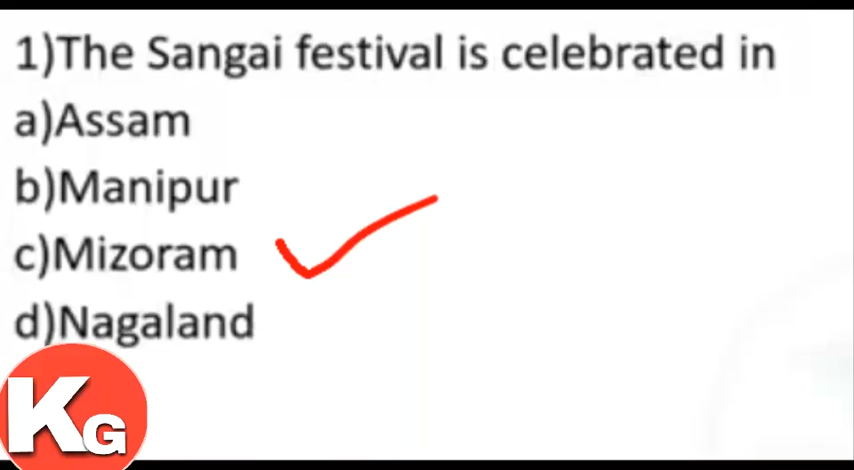 1)The Sangai festival is celebrated in
a)Assam
b)Manipur
c)Mizoram
d)Nagaland
KG